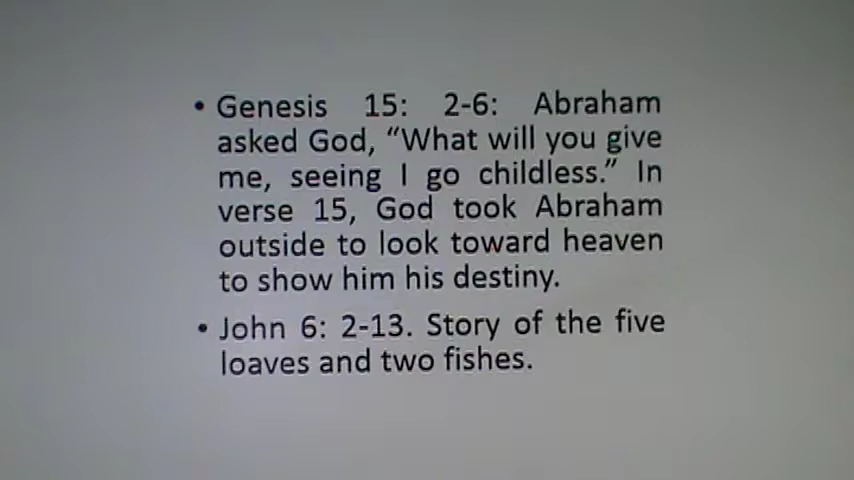 • Genesis 15: 2-6: Abraham
asked God, “What will you give
me, seeing I go childless.” In
verse 15, God took Abraham
outside to look toward heaven
to show him his destiny.
• John 6: 2-13. Story of the five
loaves and two fishes.